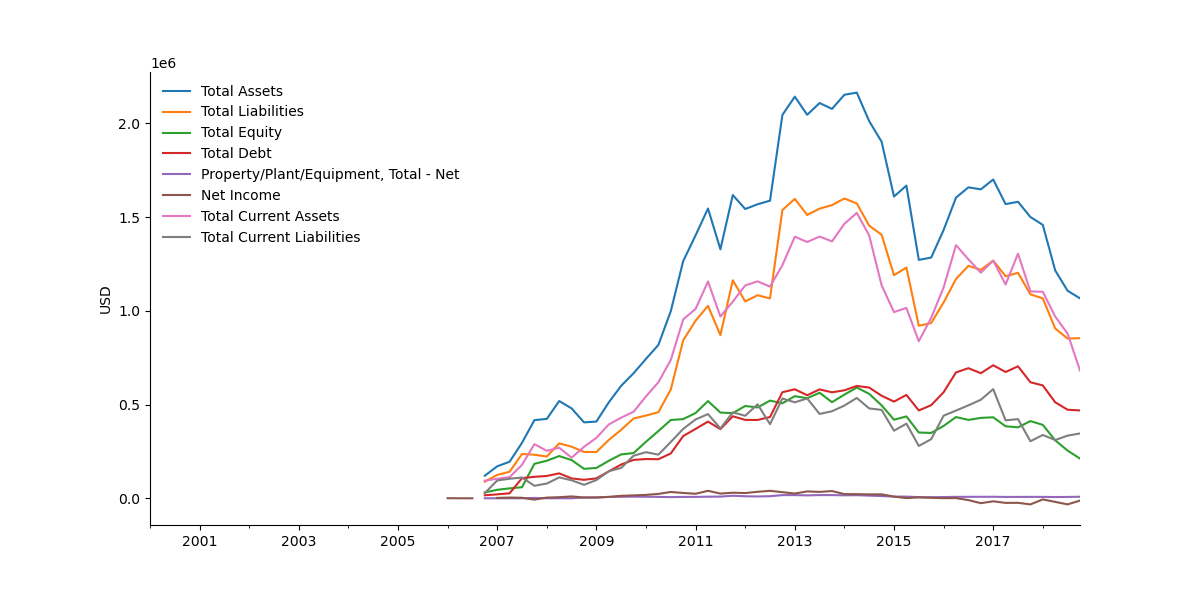 1e6
Total Assets
Total Liabilities
Total Equity
Total Debt
Property/Plant/Equipment, Total - Net
Net Income
Total Current Assets
Total Current Liabilities
2.0
1.5
1.0
0.5
0.0
USD
2001 2003 2005 2007 2009 2011 2013 2015 2017